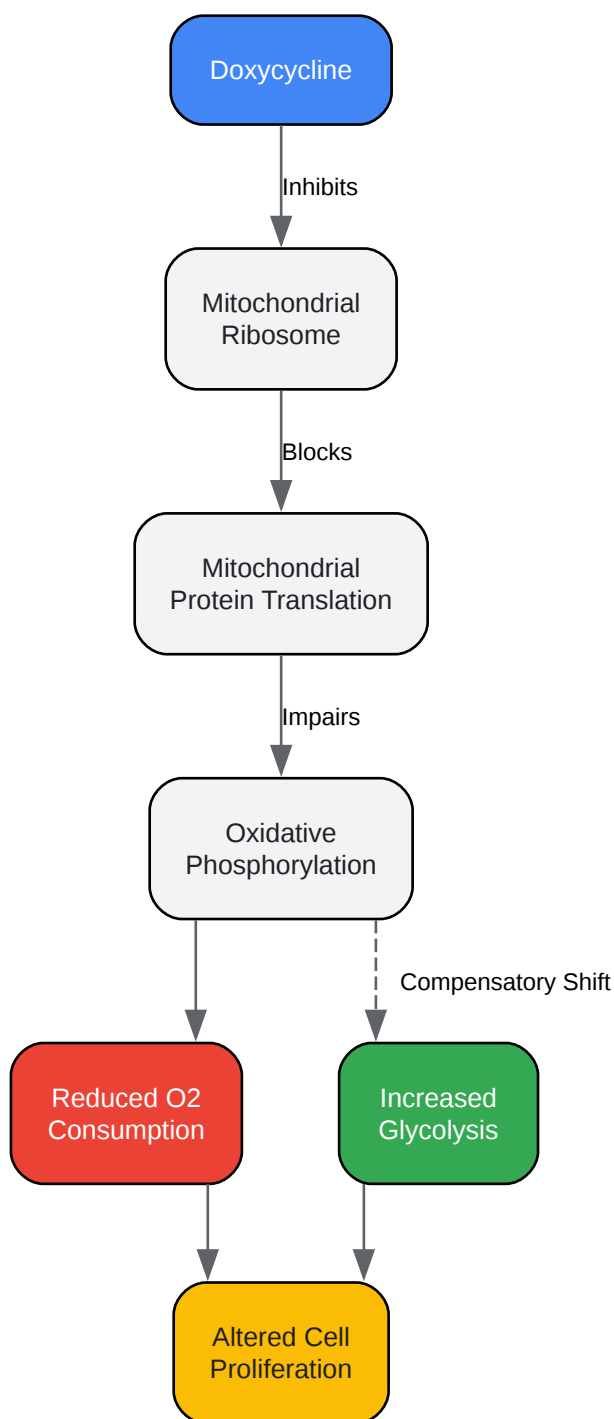 Doxycycline
Inhibits
Mitochondrial
Ribosome
Blocks
Mitochondrial
Protein Translation
Impairs
Oxidative
Phosphorylation
Compensatory Shift
Reduced O2
Consumption
Increased
Glycolysis
Altered Cell
Proliferation